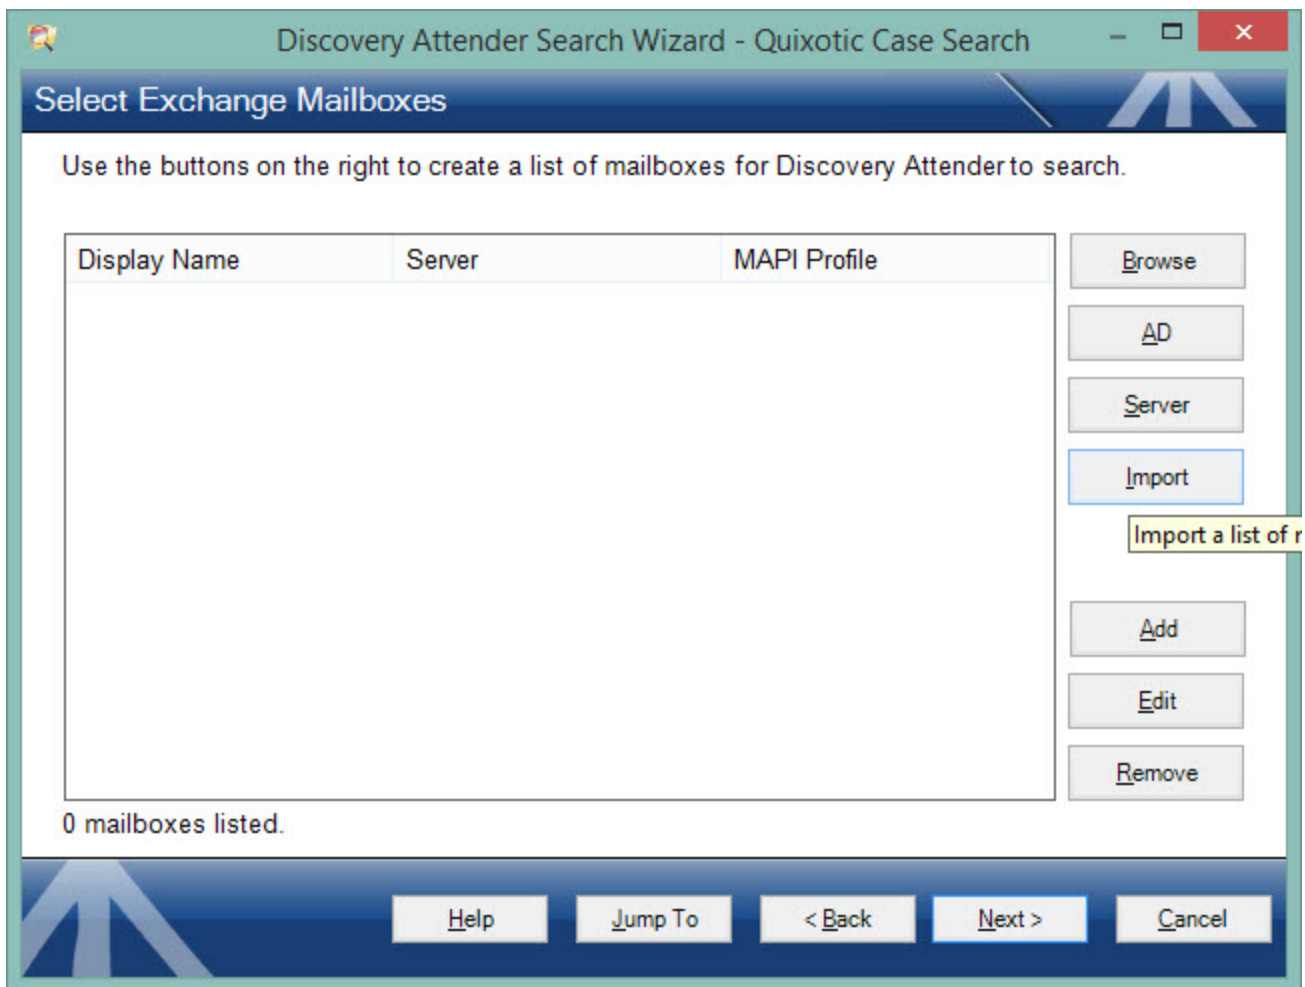 Discovery Attender Search Wizard - Quixotic Case Search
Select Exchange Mailboxes
Use the buttons on the right to create a list of mailboxes for Discovery Attender to search.
Display Name Server MAPI Profile
Browse
AD
Server
Import
Import a list of
Add
Edit
Remove
0 mailboxes listed.
Help Jump To < Back Next > Cancel